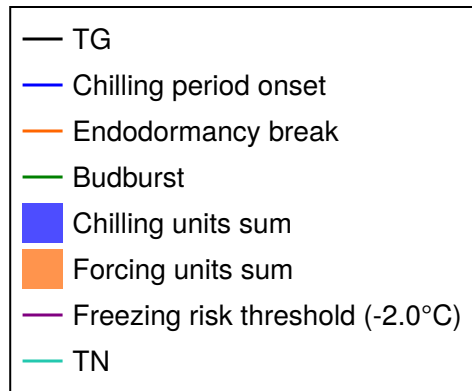 TG
Chilling period onset
Endodormancy break
Budburst
Chilling units sum
Forcing units sum
Freezing risk threshold (-2.0°C)
TN